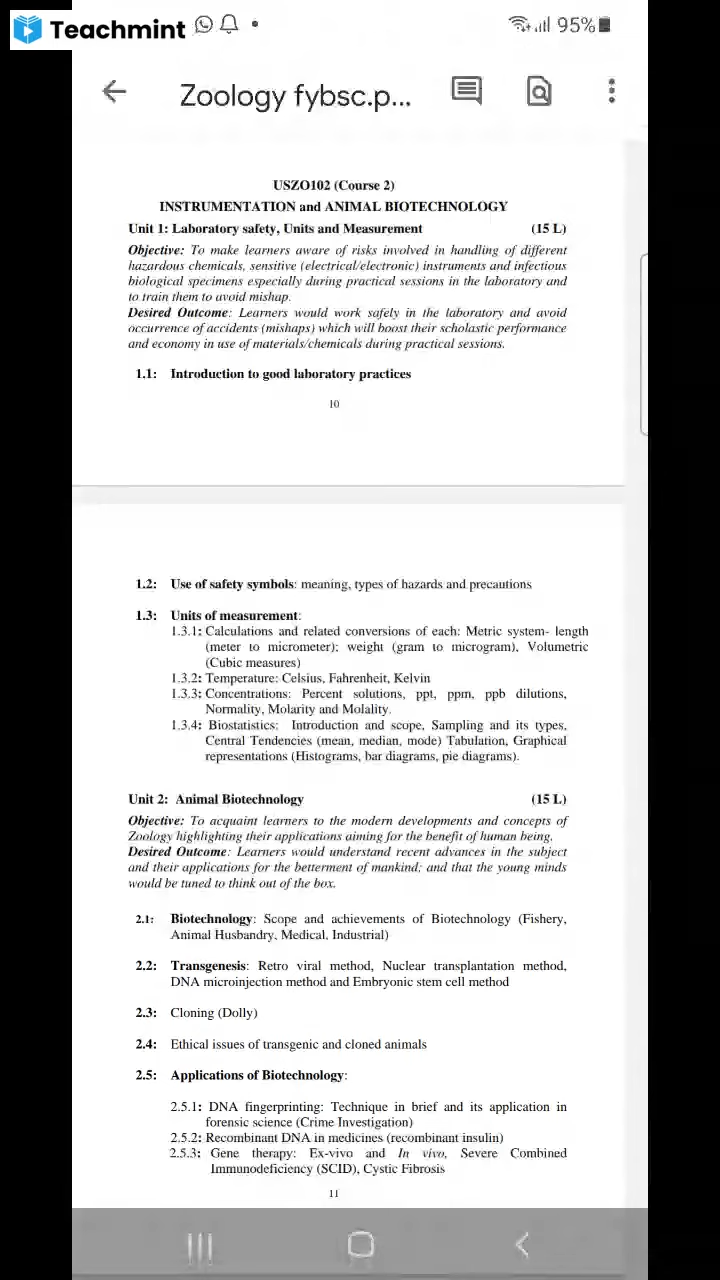 Teachmint
95%
Zoology fybsc.p...
USZO102 (Course 2)
INSTRUMENTATION and ANIMAL BIOTECHNOLOGY
Unit 1: Laboratory safety, Units and Measurement (15 L)
Objective: To make learners aware of risks involved in handling of different
hazardous chemicals, sensitive (electrical/electronic) instruments and infectious
biological specimens especially during practical sessions in the laboratory and
to train them to avoid mishap.
Desired Outcome: Learners would work safely in the laboratory and avoid
occurrence of accidents (mishaps) which will boost their scholastic performance
and economy in use of materials/chemicals during practical sessions.
1.1: Introduction to good laboratory practices
10
1.2: Use of safety symbols: meaning, types of hazards and precautions
1.3: Units of measurement:
1.3.1: Calculations and related conversions of each: Metric system- length
(meter to micrometer); weight (gram to microgram), Volumetric
(Cubic measures)
1.3.2: Temperature: Celsius, Fahrenheit, Kelvin
1.3.3: Concentrations: Percent solutions, ppt, ppm, ppb dilutions,
Normality, Molarity and Molality.
1.3.4: Biostatistics: Introduction and scope, Sampling and its types,
Central Tendencies (mean, median, mode) Tabulation, Graphical
representations (Histograms, bar diagrams, pie diagrams).
Unit 2: Animal Biotechnology (15 L)
Objective: To acquaint learners to the modern developments and concepts of
Zoology highlighting their applications aiming for the benefit of human being.
Desired Outcome: Learners would understand recent advances in the subject
and their applications for the betterment of mankind; and that the young minds
would be tuned to think out of the box.
2.1: Biotechnology: Scope and achievements of Biotechnology (Fishery,
Animal Husbandry, Medical, Industrial)
2.2: Transgenesis: Retro viral method, Nuclear transplantation method,
DNA microinjection method and Embryonic stem cell method
2.3: Cloning (Dolly)
2.4: Ethical issues of transgenic and cloned animals
2.5: Applications of Biotechnology:
2.5.1: DNA fingerprinting: Technique in brief and its application in
forensic science (Crime Investigation)
2.5.2: Recombinant DNA in medicines (recombinant insulin)
2.5.3: Gene therapy: Ex-vivo and In vivo, Severe Combined
Immunodeficiency (SCID), Cystic Fibrosis
11